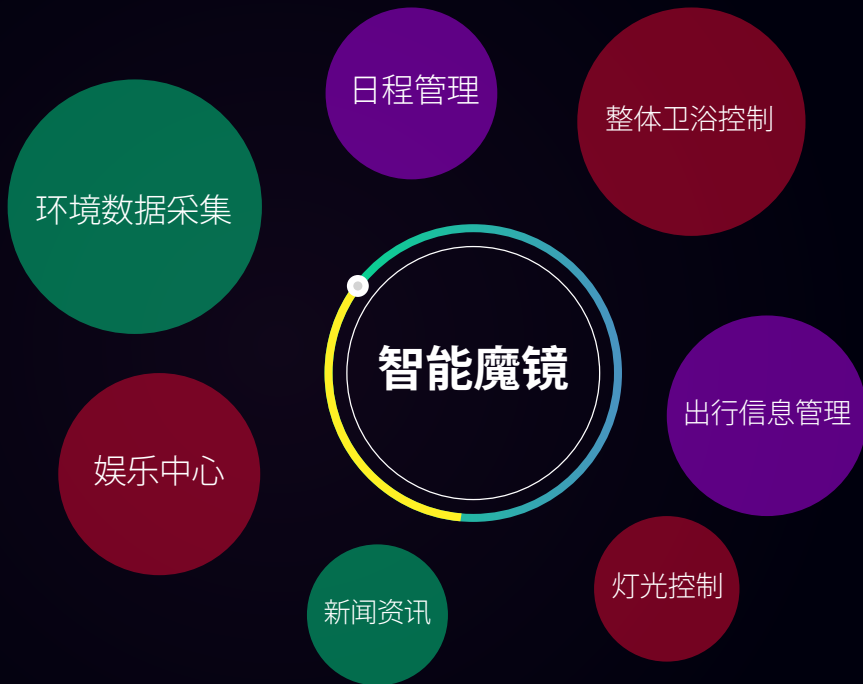 日程管理
整体卫浴控制
环境数据采集
智能魔镜
出行信息管理
娱乐中心
灯光控制
新闻资讯